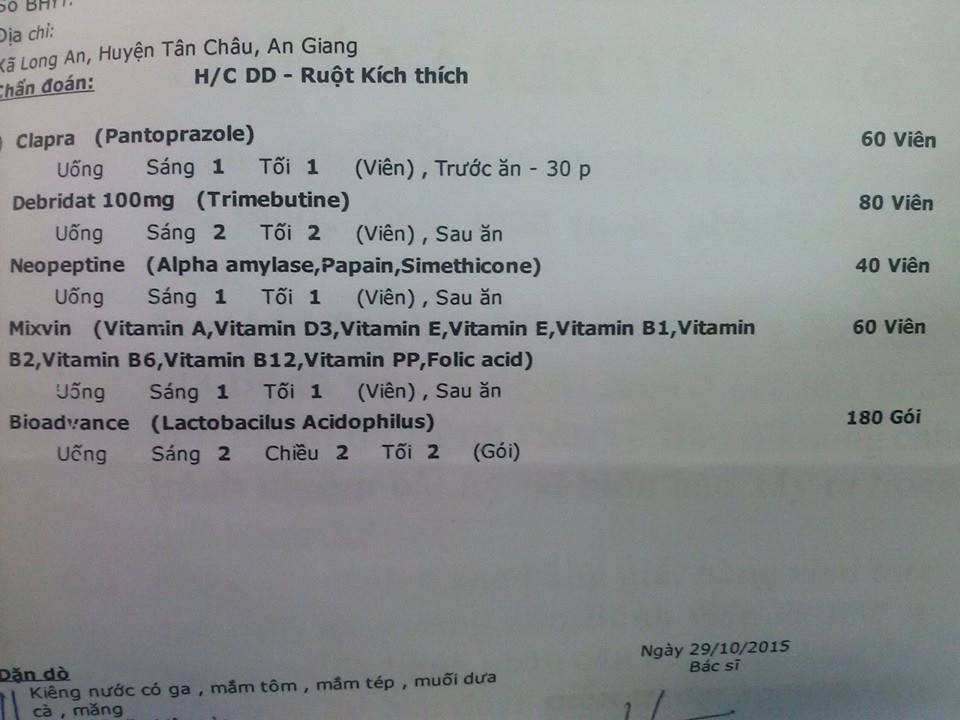 Số BHYT:
Địa chỉ:
Xã Long An, Huyện Tân Châu, An Giang
Chẩn đoán: H/C DD - Ruột Kích thích
) Clapra (Pantoprazole) 60 Viên
Uống Sáng 1 Tối 1 (Viên) , Trước ăn - 30 p
Debridat 100mg (Trimebutine) 80 Viên
Uống Sáng 2 Tối 2 (Viên) , Sau ăn
Neopeptine (Alpha amylase,Papain,Simethicone) 40 Viên
Uống Sáng 1 Tối 1 (Viên) , Sau ăn
Mixvin (Vitamin A,Vitamin D3,Vitamin E,Vitamin E,Vitamin B1,Vitamin 60 Viên
B2,Vitamin B6,Vitamin B12,Vitamin PP,Folic acid)
Uống Sáng 1 Tối 1 (Viên) , Sau ăn
Bioadvance (Lactobacilus Acidophilus) 180 Gói
Uống Sáng 2 Chiều 2 Tối 2 (Gói)
Ngày 29/10/2015
Bác sĩ
Dặn dò
Kiêng nước có ga , mắm tôm , mắm tép , muối dưa
cà , măng